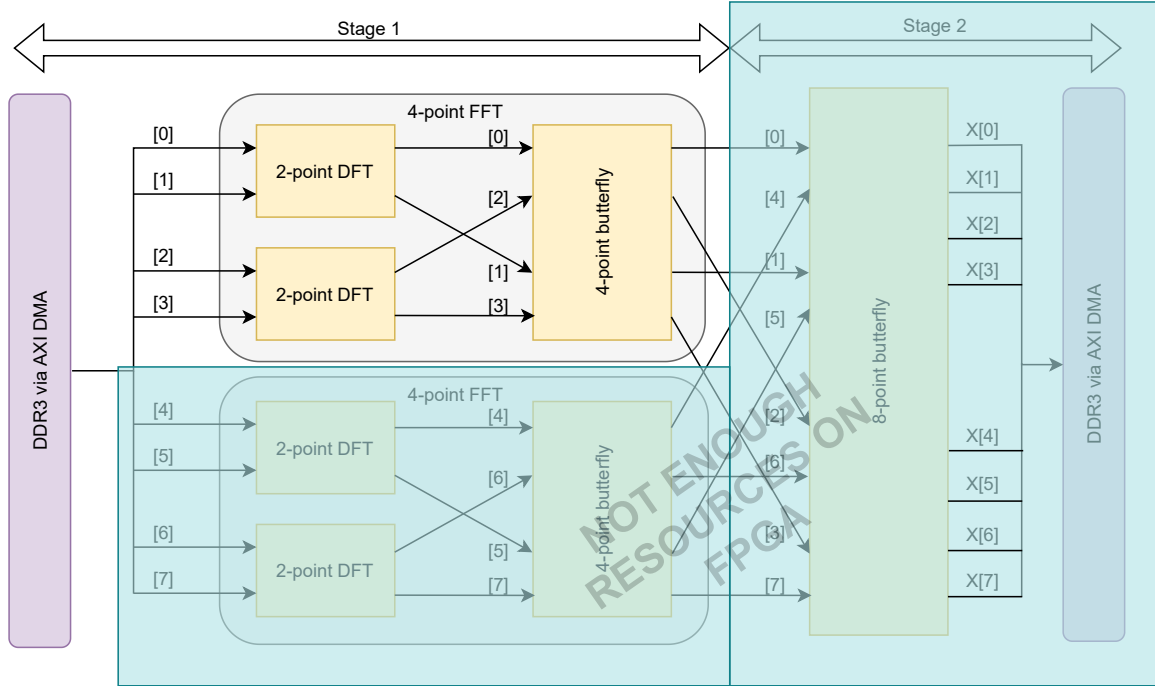 Stage 1
Stage 2
DDR3 via AXI DMA
4-point FFT
[0]
[1]
[2]
[3]
2-point DFT
2-point DFT
[0]
[2]
[1]
[3]
4-point butterfly
4-point FFT
[4]
[5]
[6]
[7]
2-point DFT
2-point DFT
[4]
[6]
[5]
[7]
4-point butterfly
[0]
[4]
[1]
[5]
[2]
[6]
[3]
[7]
NOT ENOUGH
RESOURCES ON
FPGA
8-point butterfly
X[0]
X[1]
X[2]
X[3]
X[4]
X[5]
X[6]
X[7]
DDR3 via AXI DMA